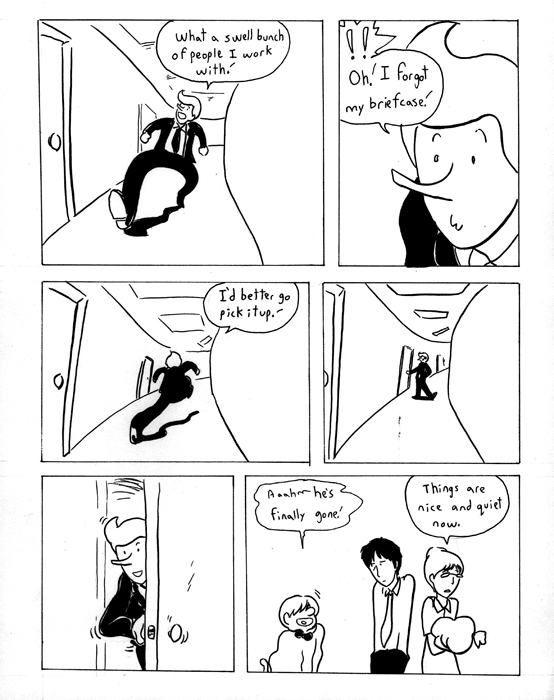 What a swell bunch
of people I work
with!
!!
Oh! I forgot
my briefcase!
I'd better go
pick it up.
Aaahh he's
finally gone!
Things are
nice and quiet
now.